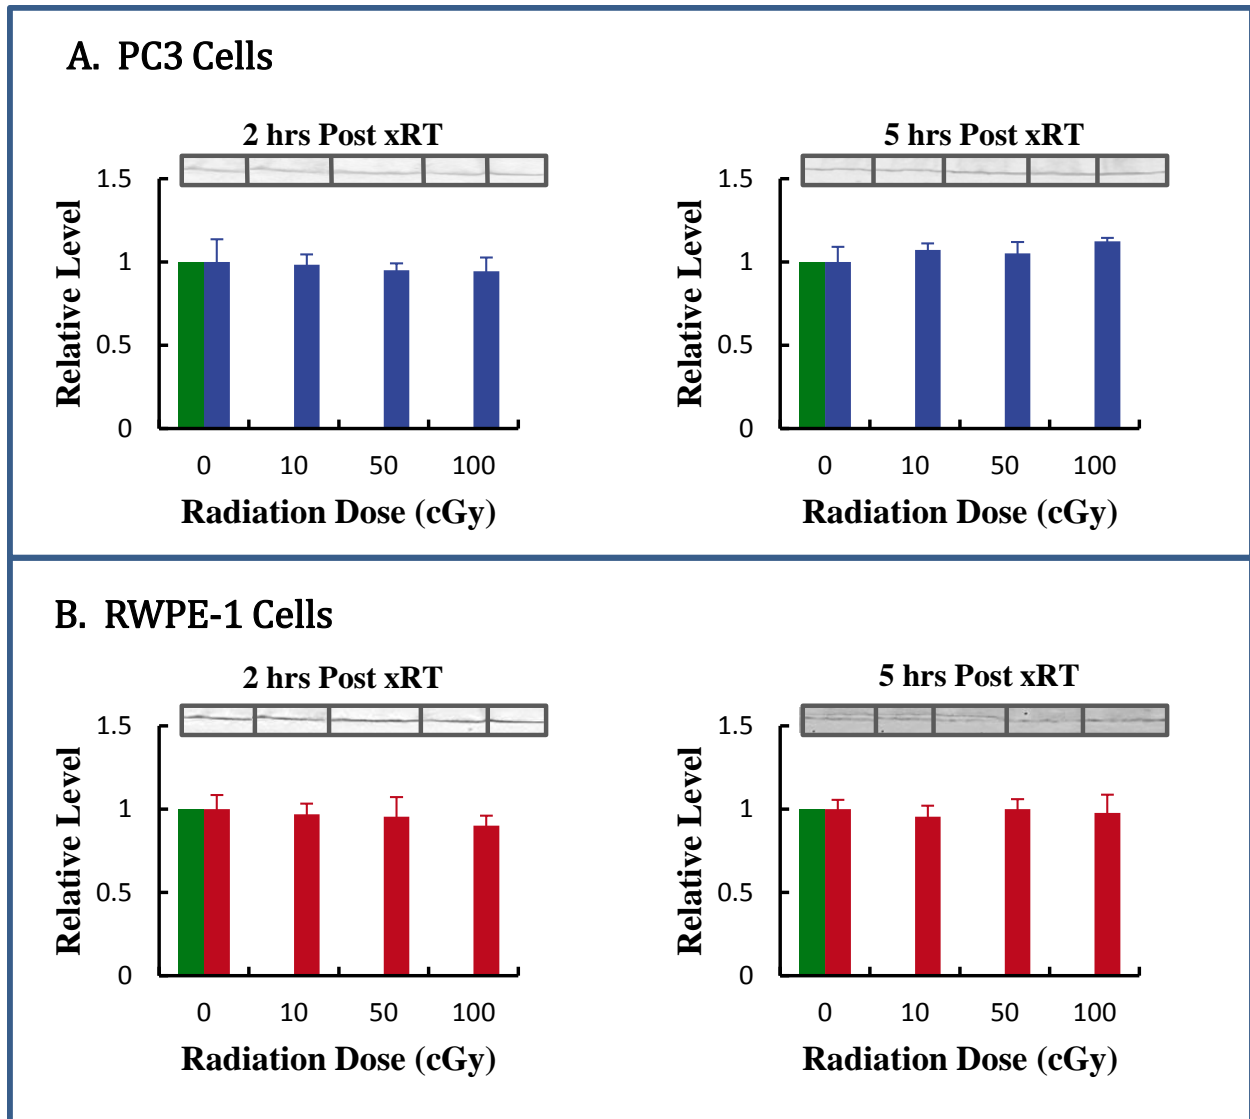 A. PC3 Cells
2 hrs Post xRT
1.5
1
0.5
0
Relative Level
0 10 50 100
Radiation Dose (cGy)
5 hrs Post xRT
1.5
1
0.5
0
Relative Level
0 10 50 100
Radiation Dose (cGy)
B. RWPE-1 Cells
2 hrs Post xRT
1.5
1
0.5
0
Relative Level
0 10 50 100
Radiation Dose (cGy)
5 hrs Post xRT
1.5
1
0.5
0
Relative Level
0 10 50 100
Radiation Dose (cGy)